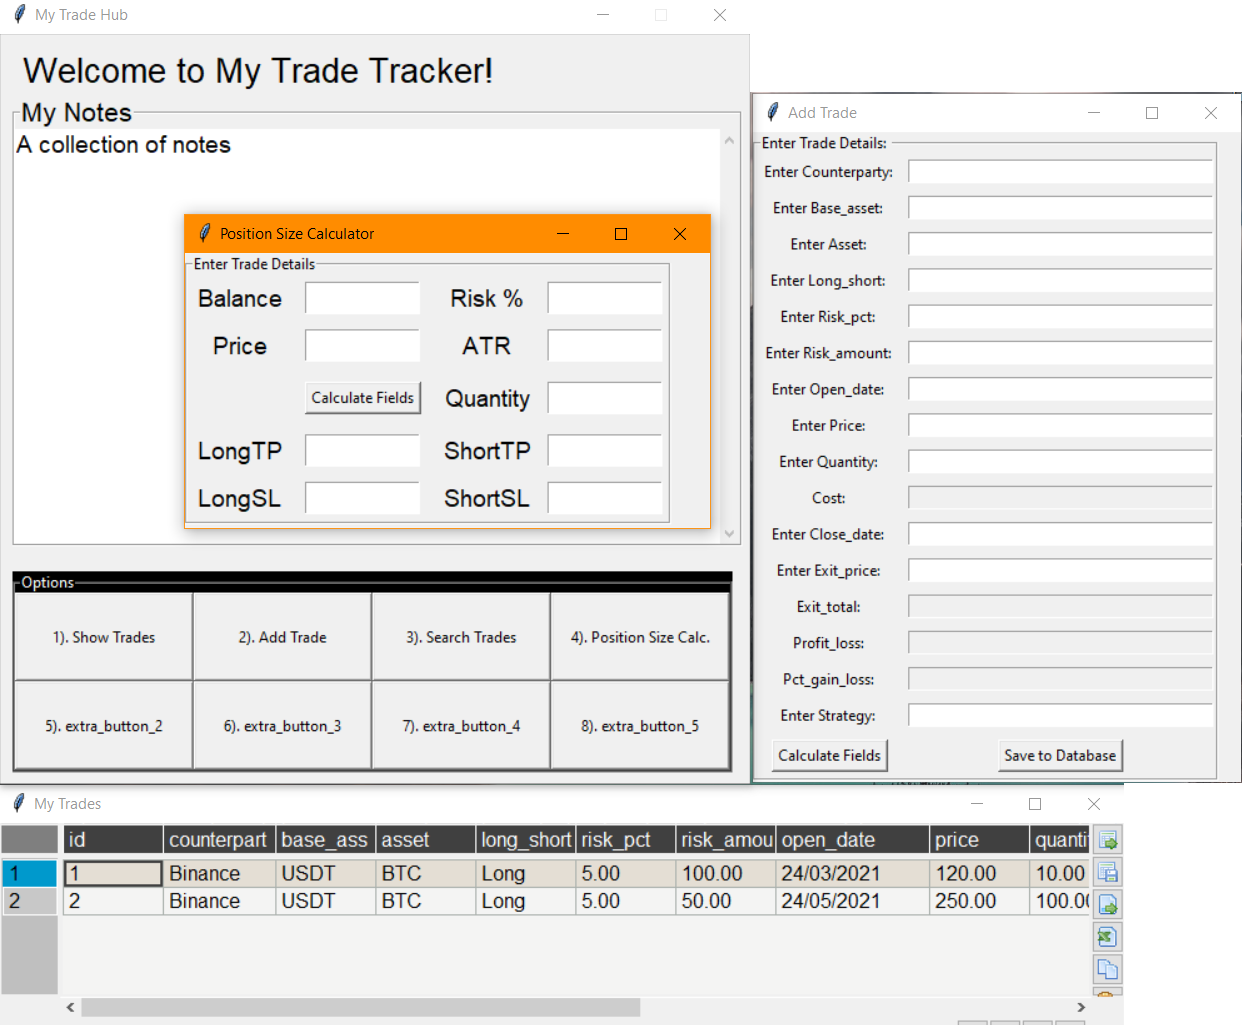 My Trade Hub
Welcome to My Trade Tracker!
My Notes
A collection of notes
Position Size Calculator
Enter Trade Details
Balance Risk %
Price ATR
Calculate Fields Quantity
LongTP ShortTP
LongSL ShortSL
Options
1). Show Trades 2). Add Trade 3). Search Trades 4). Position Size Calc.
5). extra_button_2 6). extra_button_3 7). extra_button_4 8). extra_button_5
Add Trade
Enter Trade Details:
Enter Counterparty:
Enter Base_asset:
Enter Asset:
Enter Long_short:
Enter Risk_pct:
Enter Risk_amount:
Enter Open_date:
Enter Price:
Enter Quantity:
Cost:
Enter Close_date:
Enter Exit_price:
Exit_total:
Profit_loss:
Pct_gain_loss:
Enter Strategy:
Calculate Fields Save to Database
My Trades
id counterpart base_ass asset long_short risk_pct risk_amou open_date price quanti
1 1 Binance USDT BTC Long 5.00 100.00 24/03/2021 120.00 10.00
2 2 Binance USDT BTC Long 5.00 50.00 24/05/2021 250.00 100.0